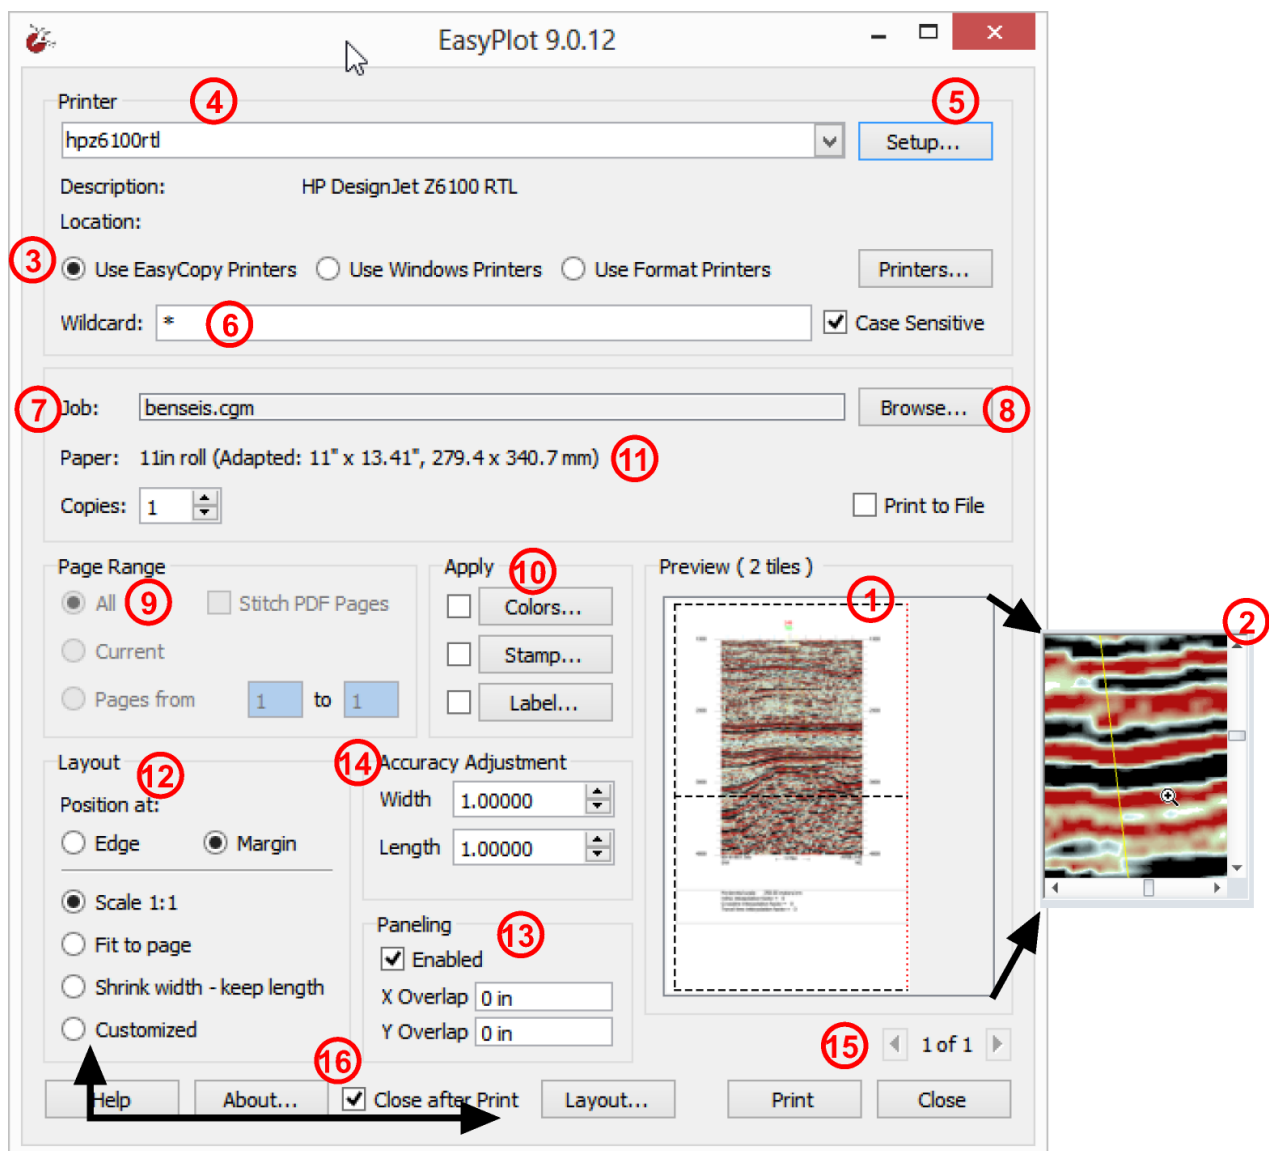 EasyPlot 9.0.12
Printer 4 5
hpz6100rtl Setup...
Description: HP DesignJet Z6100 RTL
Location:
3 Use EasyCopy Printers Use Windows Printers Use Format Printers Printers...
Wildcard: * 6 Case Sensitive
7 Job: benseis.cgm Browse... 8
Paper: 11in roll (Adapted: 11" x 13.41", 279.4 x 340.7 mm) 11
Copies: 1 Print to File
Page Range Apply 10 Preview ( 2 tiles )
All 9 Stitch PDF Pages Colors... 1
2
Current Stamp...
Pages from 1 to 1 Label...
Layout 12 14 Accuracy Adjustment
Position at: Width 1.00000
Edge Margin Length 1.00000
Scale 1:1 Paneling 13
Fit to page Enabled
Shrink width - keep length X Overlap 0 in
Customized Y Overlap 0 in
16 15 1 of 1
Help About... Close after Print Layout... Print Close